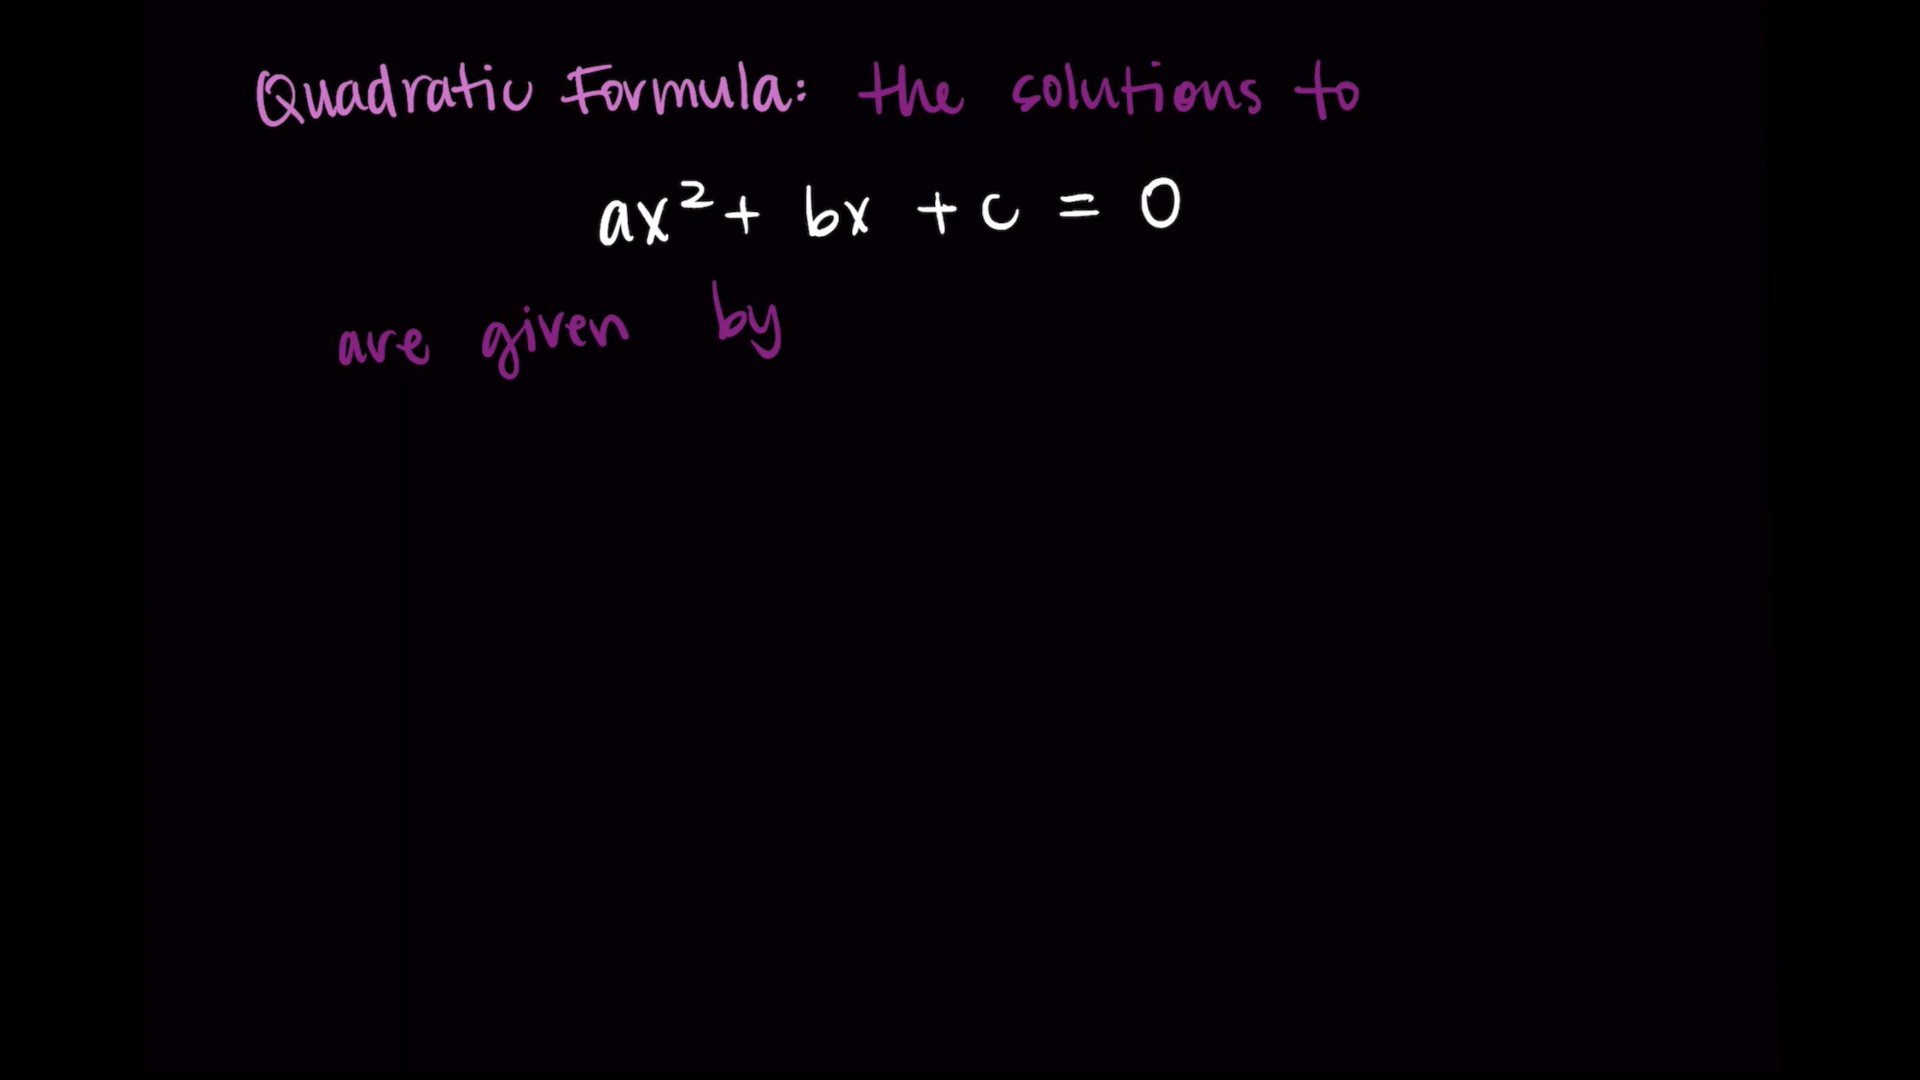 Quadratic Formula: the solutions to
ax² + bx + c = 0
are given by